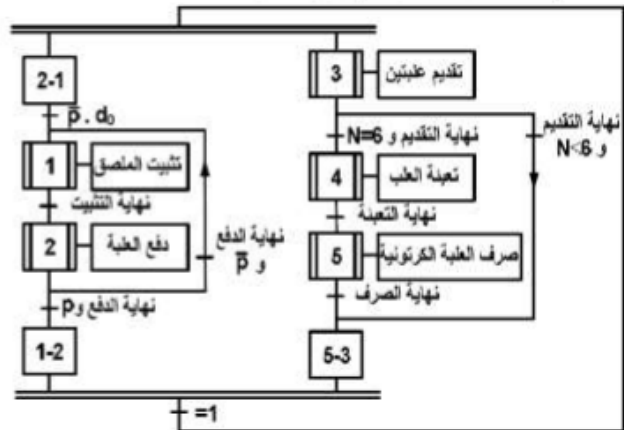 2-1
p̅ . d₀
1
تثبيت الملصق
نهاية التثبيت
2
دفع العلبة
نهاية الدفع
و p̅
نهاية الدفع و p
1-2
3
تقديم علبتين
نهاية التقديم و N=6
نهاية التقديم
و N<6
4
تعبئة العلب
نهاية التعبئة
5
صرف العلبة الكرتونية
نهاية الصرف
5-3
=1